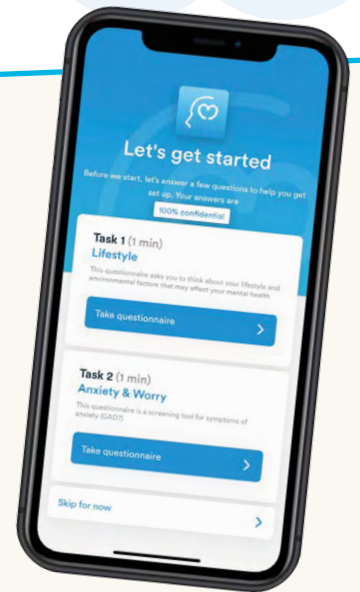 Let's get started
Before we start, let's answer a few questions to help you get
set up. Your answers are
100% confidential
Task 1 (1 min)
Lifestyle
This questionnaire asks you to think about your lifestyle and
environmental factors that may affect your mental health
Take questionnaire
Task 2 (1 min)
Anxiety & Worry
This questionnaire is a screening tool for symptoms of
anxiety (GAD7)
Take questionnaire
Skip for now